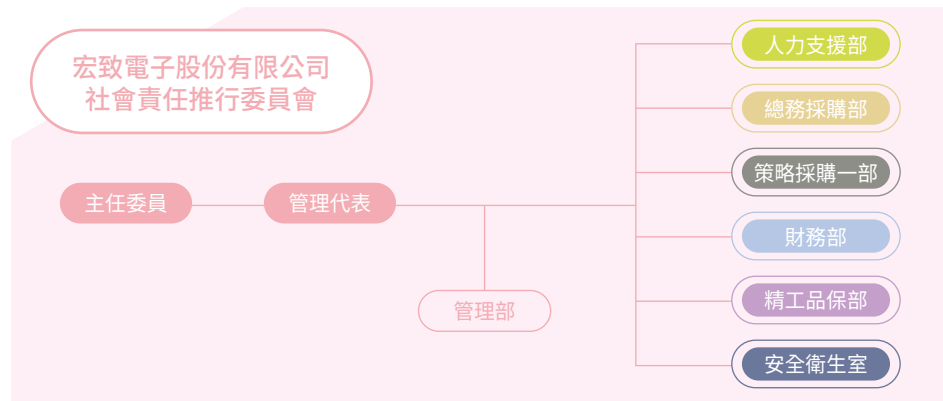 宏致電子股份有限公司
社會責任推行委員會
主任委員
管理代表
管理部
人力支援部
總務採購部
策略採購一部
財務部
精工品保部
安全衛生室